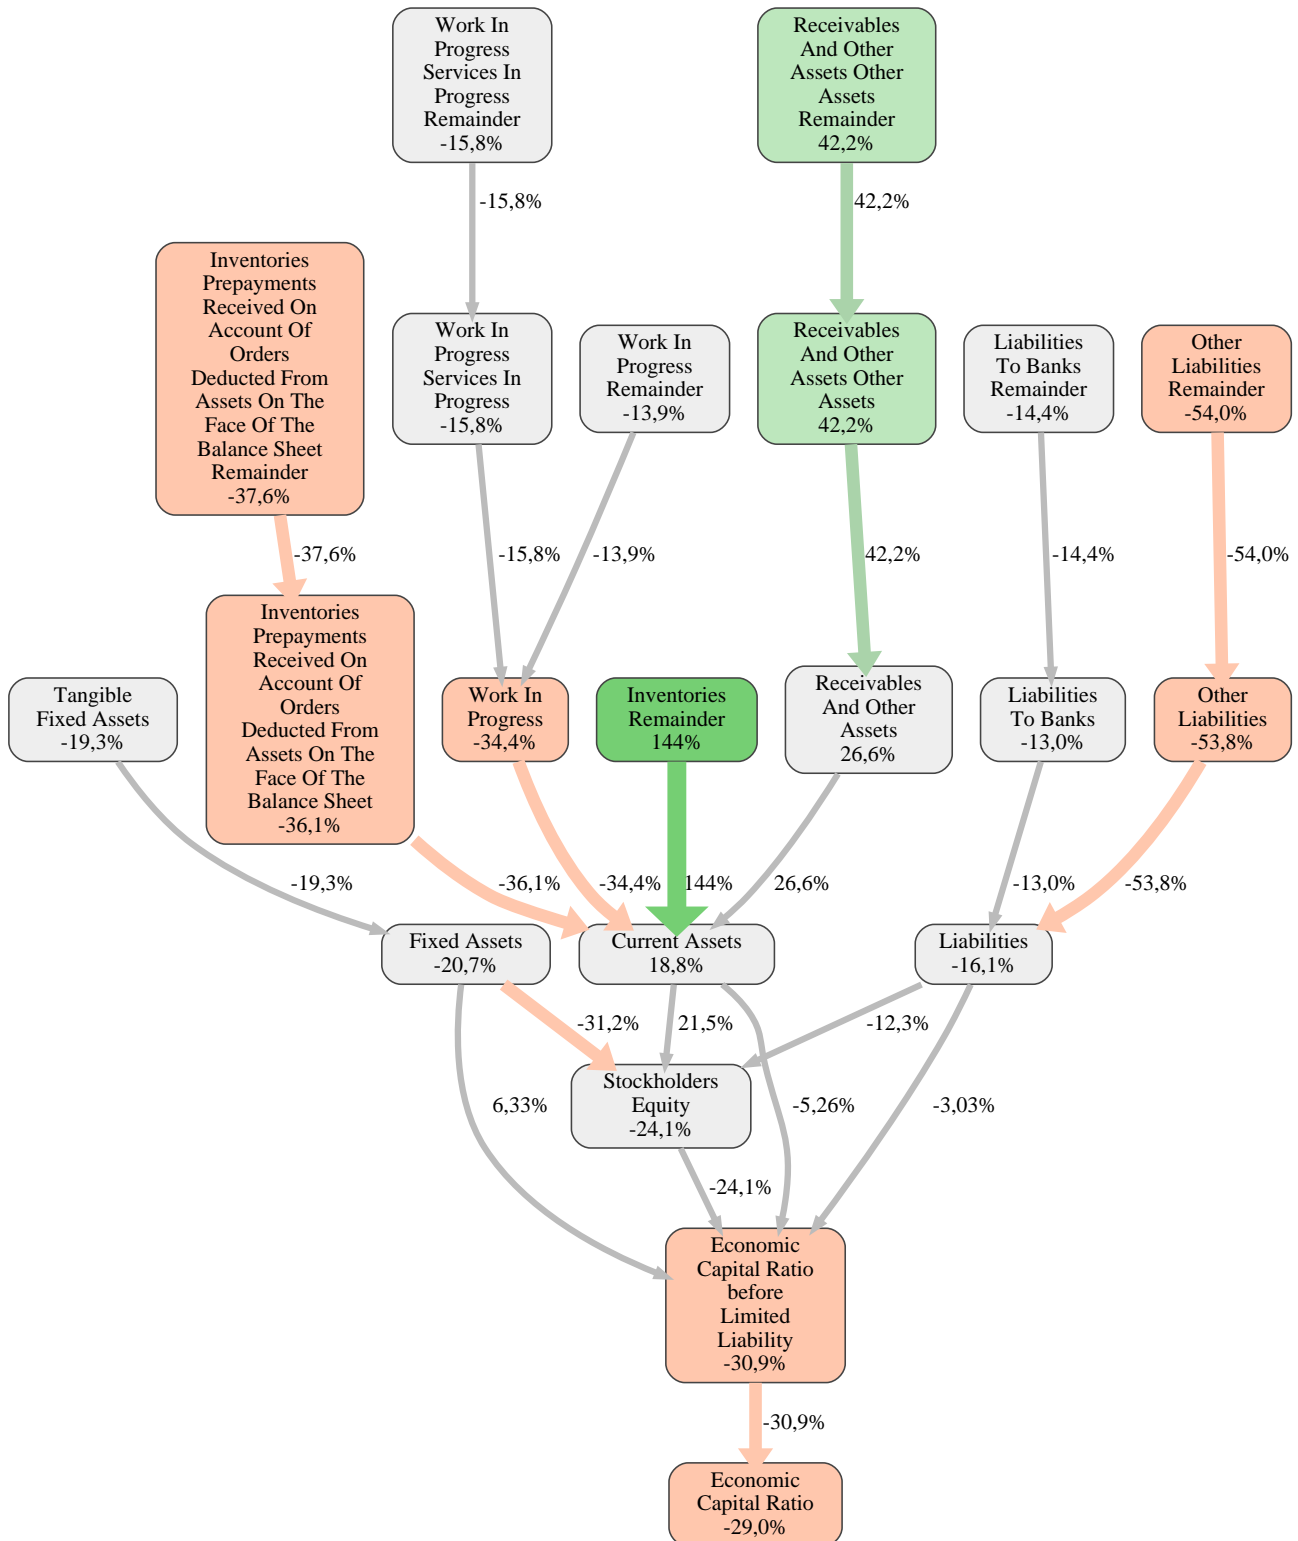 Work In
Progress
Services In
Progress
Remainder
-15,8%
Receivables
And Other
Assets Other
Assets
Remainder
42,2%
-15,8%
42,2%
Inventories
Prepayments
Received On
Account Of
Orders
Deducted From
Assets On The
Face Of The
Balance Sheet
Remainder
-37,6%
Work In
Progress
Services In
Progress
-15,8%
Work In
Progress
Remainder
-13,9%
Receivables
And Other
Assets Other
Assets
42,2%
Liabilities
To Banks
Remainder
-14,4%
Other
Liabilities
Remainder
-54,0%
-37,6%
-15,8%
-13,9%
42,2%
-14,4%
-54,0%
Tangible
Fixed Assets
-19,3%
Inventories
Prepayments
Received On
Account Of
Orders
Deducted From
Assets On The
Face Of The
Balance Sheet
-36,1%
Work In
Progress
-34,4%
Inventories
Remainder
144%
Receivables
And Other
Assets
26,6%
Liabilities
To Banks
-13,0%
Other
Liabilities
-53,8%
-19,3%
-36,1%
-34,4%
144%
26,6%
-13,0%
-53,8%
Fixed Assets
-20,7%
Current Assets
18,8%
Liabilities
-16,1%
-31,2%
21,5%
-12,3%
Stockholders
Equity
-24,1%
6,33%
-5,26%
-3,03%
-24,1%
Economic
Capital Ratio
before
Limited
Liability
-30,9%
-30,9%
Economic
Capital Ratio
-29,0%